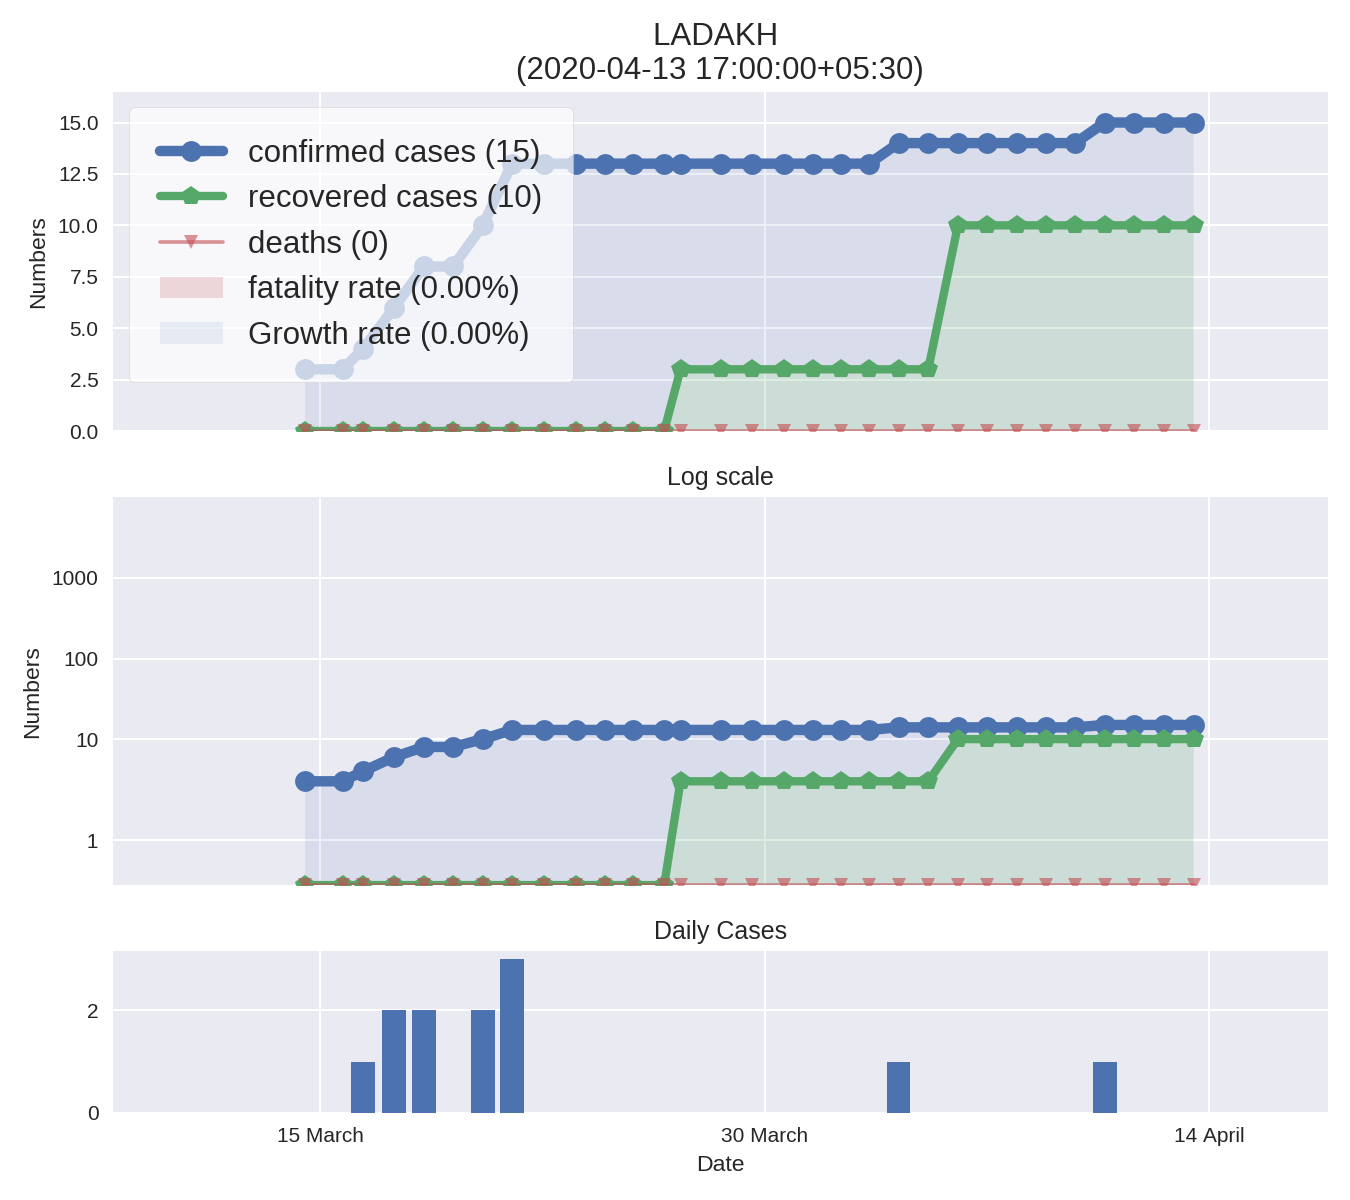 LADAKH
(2020-04-13 17:00:00+05:30)
15.0
12.5
10.0
7.5
5.0
2.5
0.0
Numbers
confirmed cases (15)
recovered cases (10)
deaths (0)
fatality rate (0.00%)
Growth rate (0.00%)
Log scale
1000
100
10
1
Numbers
Daily Cases
2
0
15 March
30 March
14 April
Date